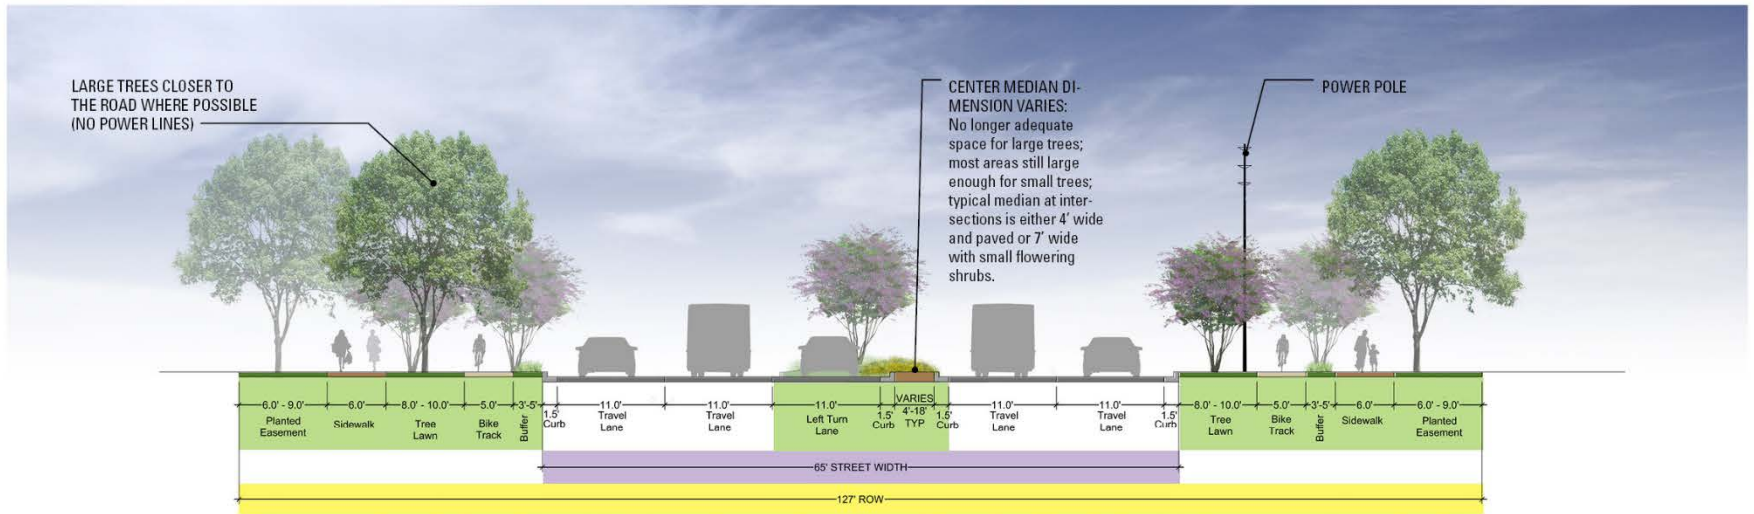 LARGE TREES CLOSER TO
THE ROAD WHERE POSSIBLE
(NO POWER LINES)
CENTER MEDIAN DI-
MENSION VARIES:
No longer adequate
space for large trees;
most areas still large
enough for small trees;
typical median at inter-
sections is either 4' wide
and paved or 7' wide
with small flowering
shrubs.
POWER POLE
6.0' - 9.0'
Planted
Easement
6.0'
Sidewalk
8.0' - 10.0'
Tree
Lawn
5.0'
Bike
Track
3'-5'
Buffer
1.5'
Curb
11.0'
Travel
Lane
11.0'
Travel
Lane
11.0'
Left Turn
Lane
1.5'
Curb
VARIES
4'-18'
TYP
1.5'
Curb
11.0'
Travel
Lane
11.0'
Travel
Lane
1.5'
Curb
8.0' - 10.0'
Tree
Lawn
5.0'
Bike
Track
3'-5'
Buffer
6.0'
Sidewalk
6.0' - 9.0'
Planted
Easement
65' STREET WIDTH
127' ROW